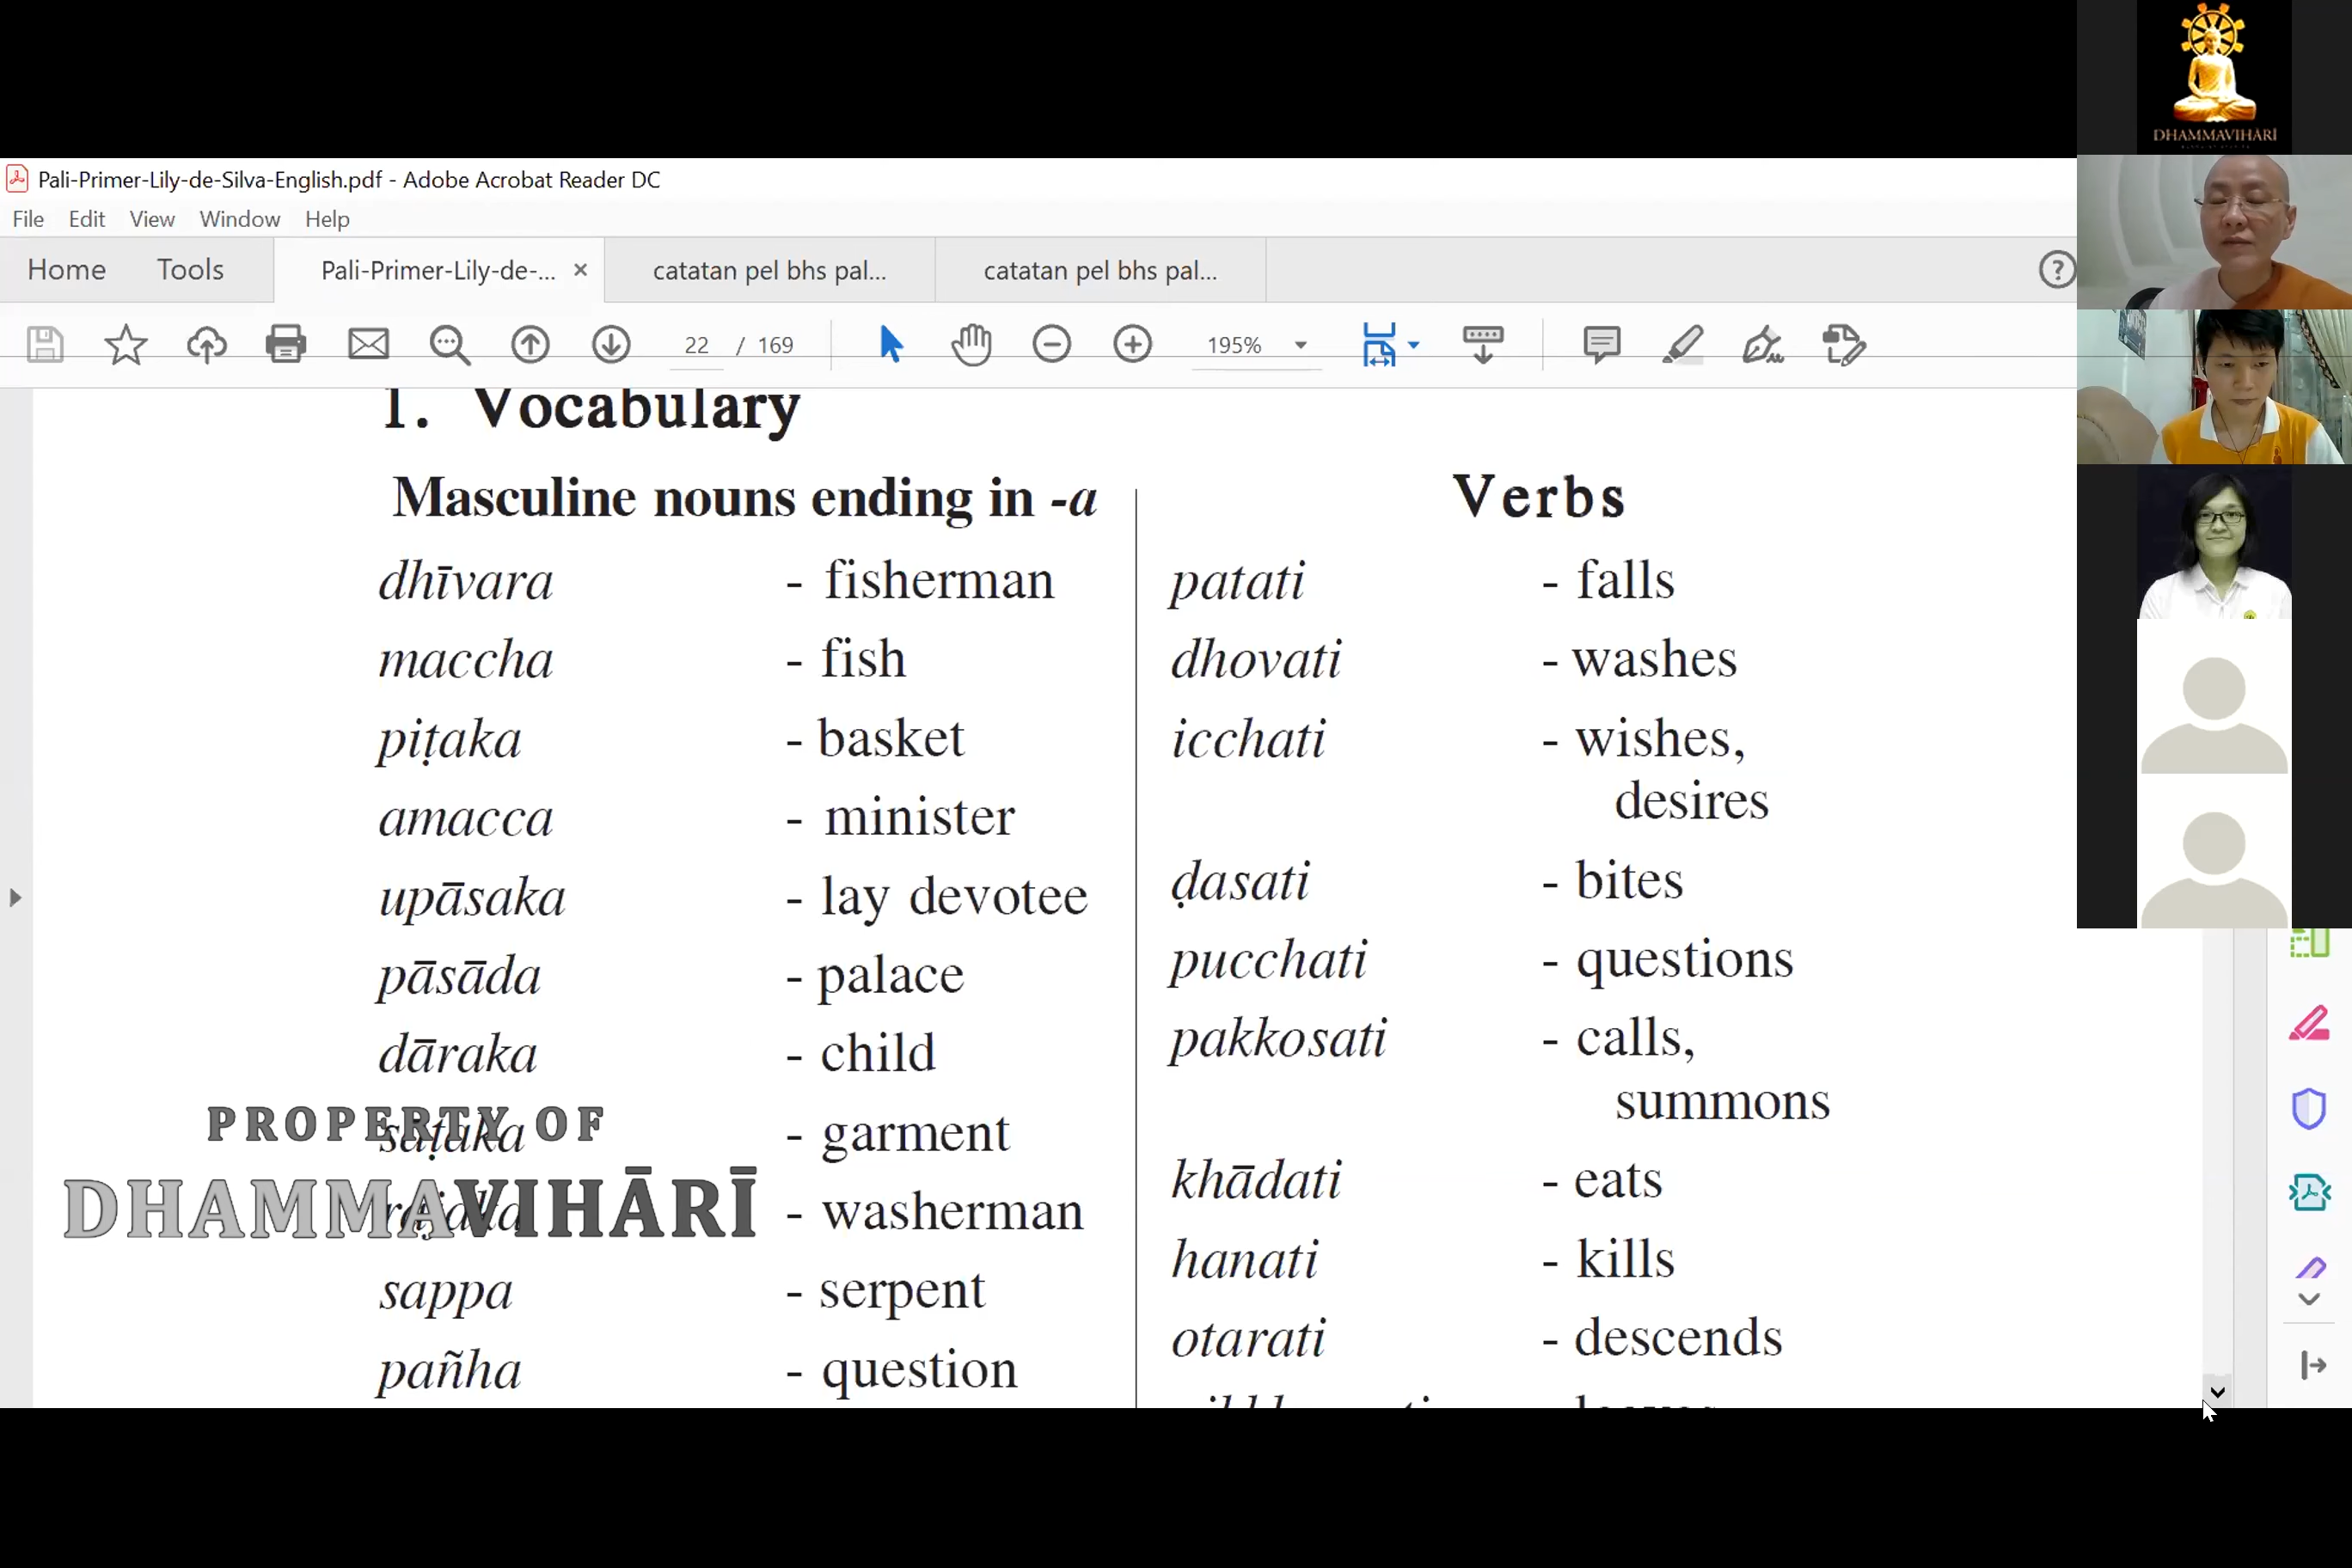 DHAMMAVIHĀRĪ
Pali-Primer-Lily-de-Silva-English.pdf - Adobe Acrobat Reader DC
File Edit View Window Help
Home Tools Pali-Primer-Lily-de-... × catatan pel bhs pal... catatan pel bhs pal...
22 / 169 195%
1. Vocabulary
Masculine nouns ending in -a
dhīvara - fisherman
maccha - fish
piṭaka - basket
amacca - minister
upāsaka - lay devotee
pāsāda - palace
dāraka - child
sāṭaka - garment
- washerman
sappa - serpent
pañha - question
Verbs
patati - falls
dhovati - washes
icchati - wishes,
desires
ḍasati - bites
pucchati - questions
pakkosati - calls,
summons
khādati - eats
hanati - kills
otarati - descends
PROPERTY OF
DHAMMAVIHĀRĪ